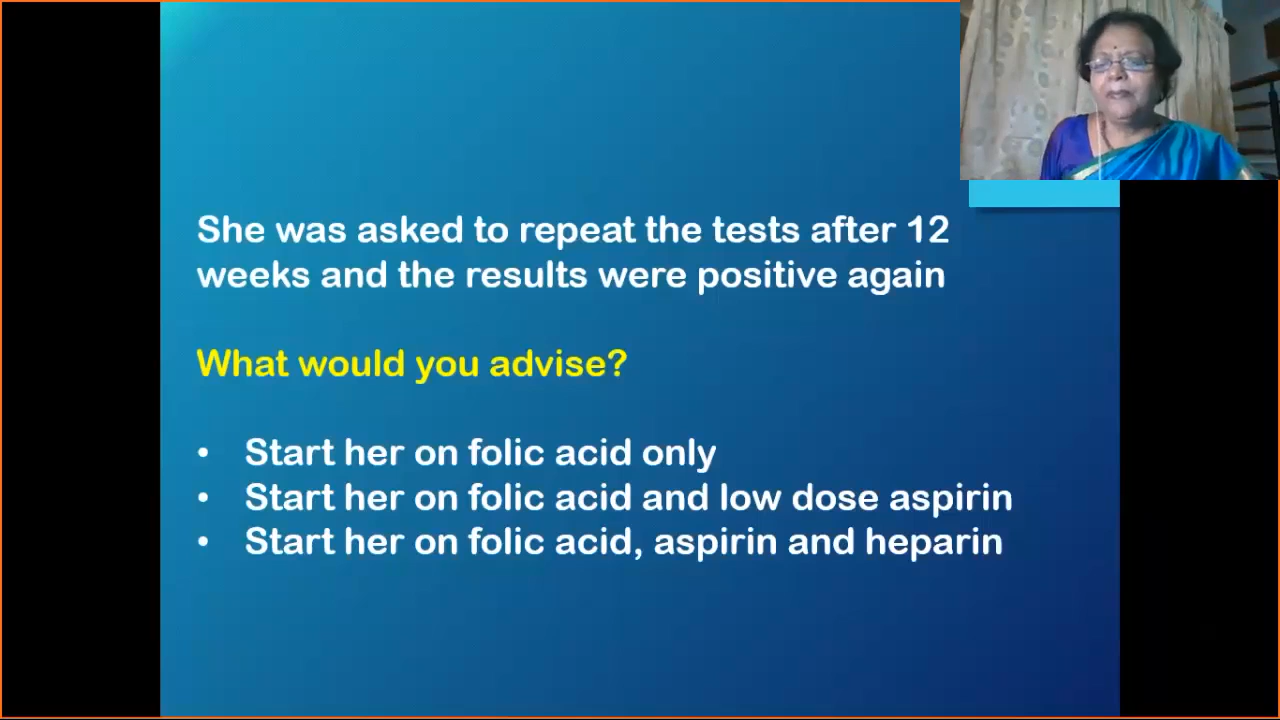 She was asked to repeat the tests after 12
weeks and the results were positive again
What would you advise?
• Start her on folic acid only
• Start her on folic acid and low dose aspirin
• Start her on folic acid, aspirin and heparin